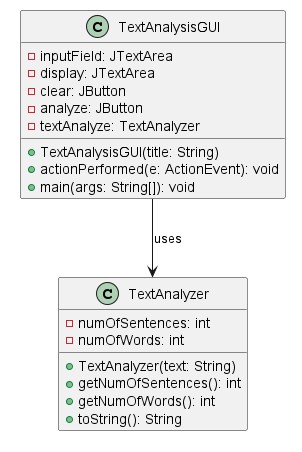 C TextAnalysisGUI
inputField: JTextArea
display: JTextArea
clear: JButton
analyze: JButton
textAnalyze: TextAnalyzer
TextAnalysisGUI(title: String)
actionPerformed(e: ActionEvent): void
main(args: String[]): void
uses
C TextAnalyzer
numOfSentences: int
numOfWords: int
TextAnalyzer(text: String)
getNumOfSentences(): int
getNumOfWords(): int
toString(): String